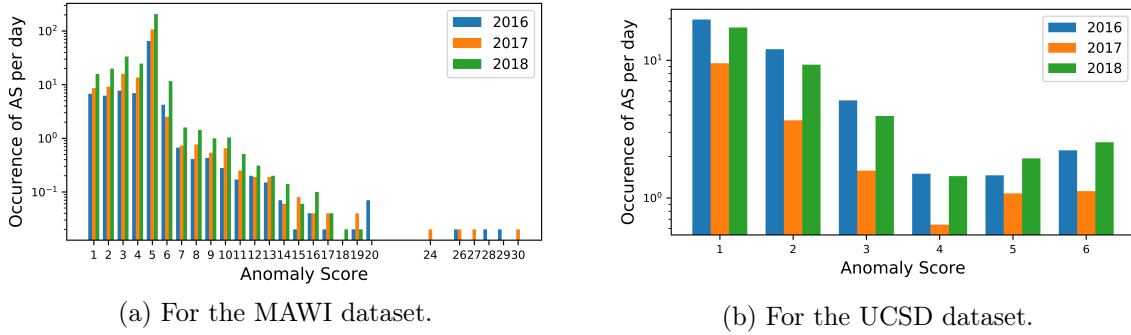 Occurence of AS per day
10²
10¹
10⁰
10⁻¹
2016
2017
2018
1 2 3 4 5 6 7 8 9 10 11 12 13 14 15 16 17 18 19 20 24 26 27 28 29 30
Anomaly Score
(a) For the MAWI dataset.
Occurence of AS per day
10¹
10⁰
2016
2017
2018
1 2 3 4 5 6
Anomaly Score
(b) For the UCSD dataset.